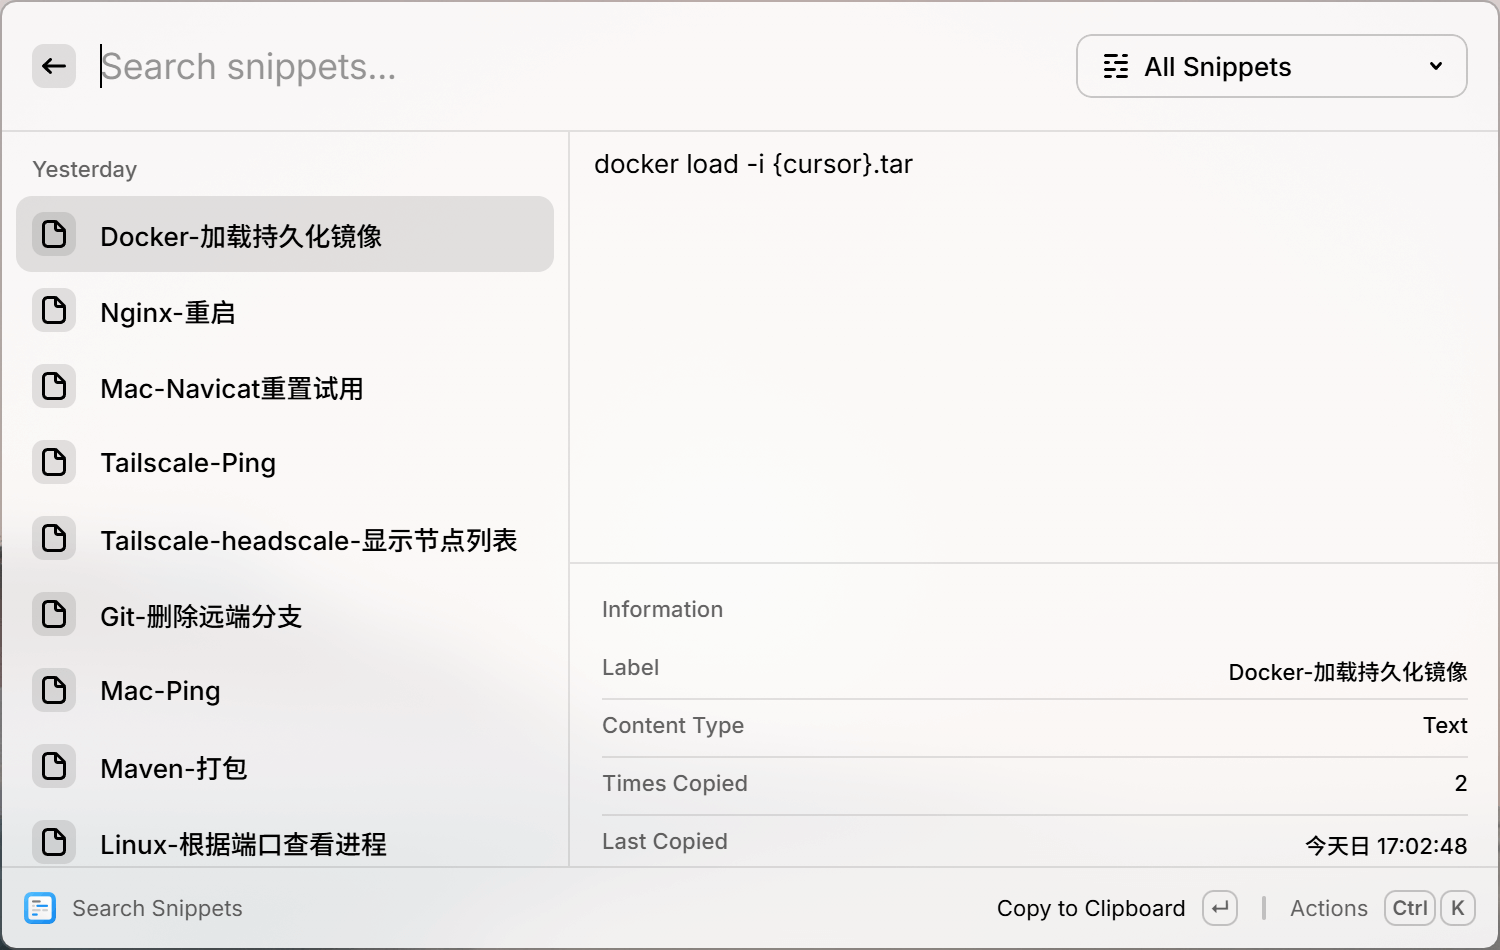 Search snippets...
All Snippets
Yesterday
Docker-加载持久化镜像
Nginx-重启
Mac-Navicat重置试用
Tailscale-Ping
Tailscale-headscale-显示节点列表
Git-删除远端分支
Mac-Ping
Maven-打包
Linux-根据端口查看进程
docker load -i {cursor}.tar
Information
Label Docker-加载持久化镜像
Content Type Text
Times Copied 2
Last Copied 今天日 17:02:48
Search Snippets
Copy to Clipboard
Actions Ctrl K